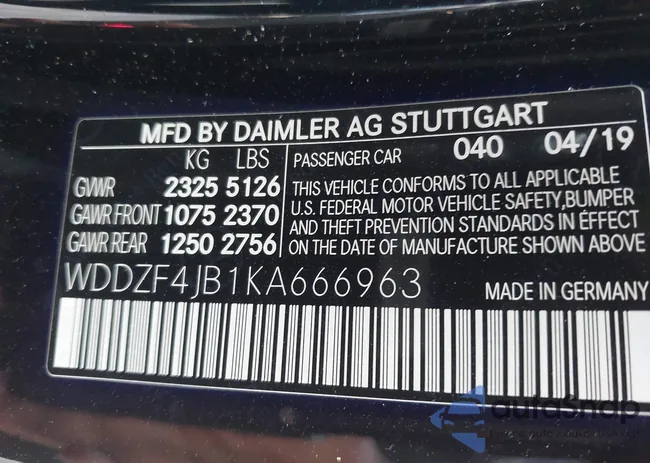 MFD BY DAIMLER AG STUTTGART
KG LBS
GVWR 2325 5126
GAWR FRONT 1075 2370
GAWR REAR 1250 2756
PASSENGER CAR 040 04/19
THIS VEHICLE CONFORMS TO ALL APPLICABLE
U.S. FEDERAL MOTOR VEHICLE SAFETY,BUMPER
AND THEFT PREVENTION STANDARDS IN EFFECT
ON THE DATE OF MANUFACTURE SHOWN ABOVE
WDDZF4JB1KA666963
MADE IN GERMANY
autoSnap